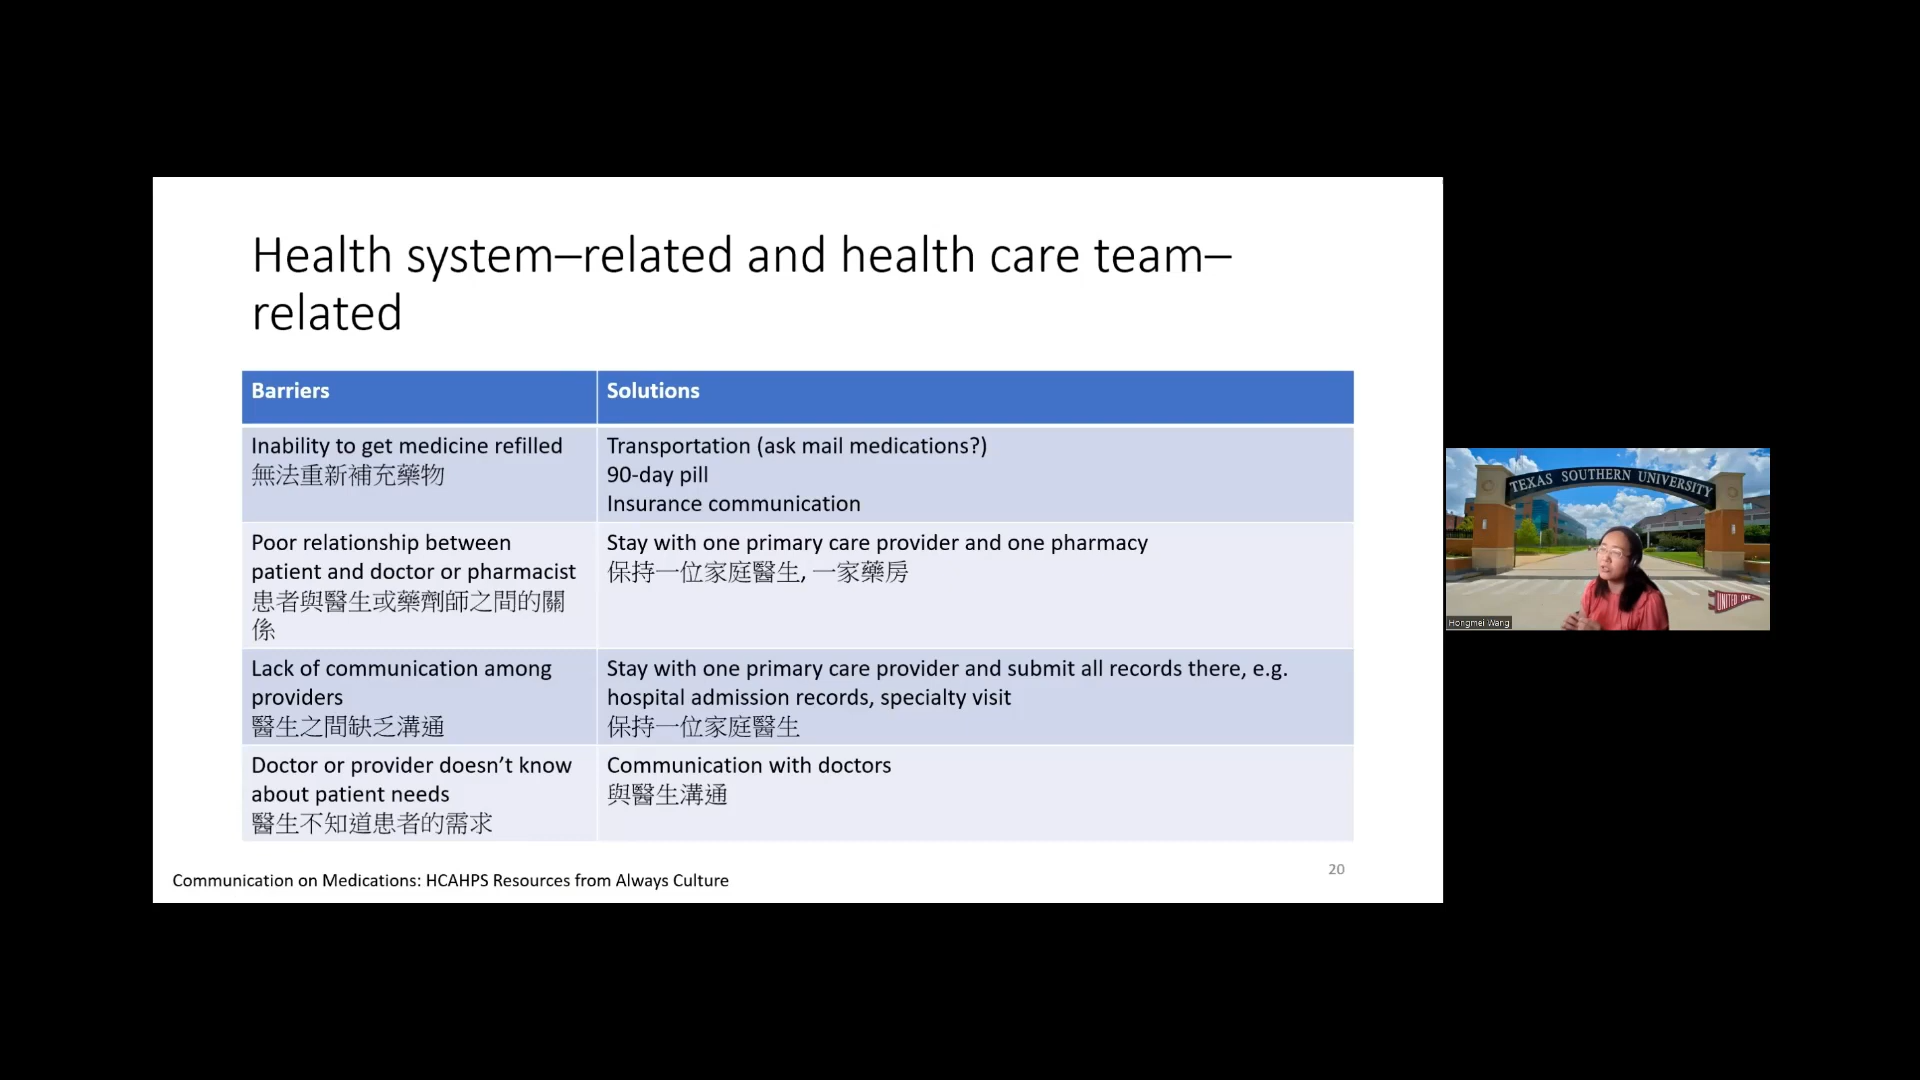 Health system–related and health care team–
related
Barriers
Solutions
Inability to get medicine refilled
無法重新補充藥物
Transportation (ask mail medications?)
90-day pill
Insurance communication
Poor relationship between
patient and doctor or pharmacist
患者與醫生或藥劑師之間的關
係
Stay with one primary care provider and one pharmacy
保持一位家庭醫生, 一家藥房
Lack of communication among
providers
醫生之間缺乏溝通
Stay with one primary care provider and submit all records there, e.g.
hospital admission records, specialty visit
保持一位家庭醫生
Doctor or provider doesn’t know
about patient needs
醫生不知道患者的需求
Communication with doctors
與醫生溝通
Communication on Medications: HCAHPS Resources from Always Culture
20
TEXAS SOUTHERN UNIVERSITY
UNITED ONE
Hongmei Wang